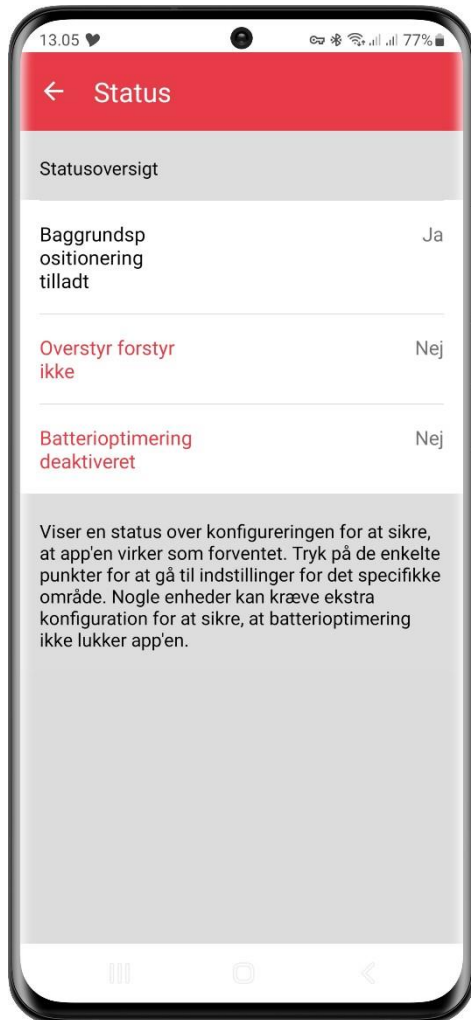 13.05 77%
Status
Statusoversigt
Baggrundsp Ja
ositionering
tilladt
Overstyr forstyr Nej
ikke
Batterioptimering Nej
deaktiveret
Viser en status over konfigureringen for at sikre,
at app'en virker som forventet. Tryk på de enkelte
punkter for at gå til indstillinger for det specifikke
område. Nogle enheder kan kræve ekstra
konfiguration for at sikre, at batterioptimering
ikke lukker app'en.